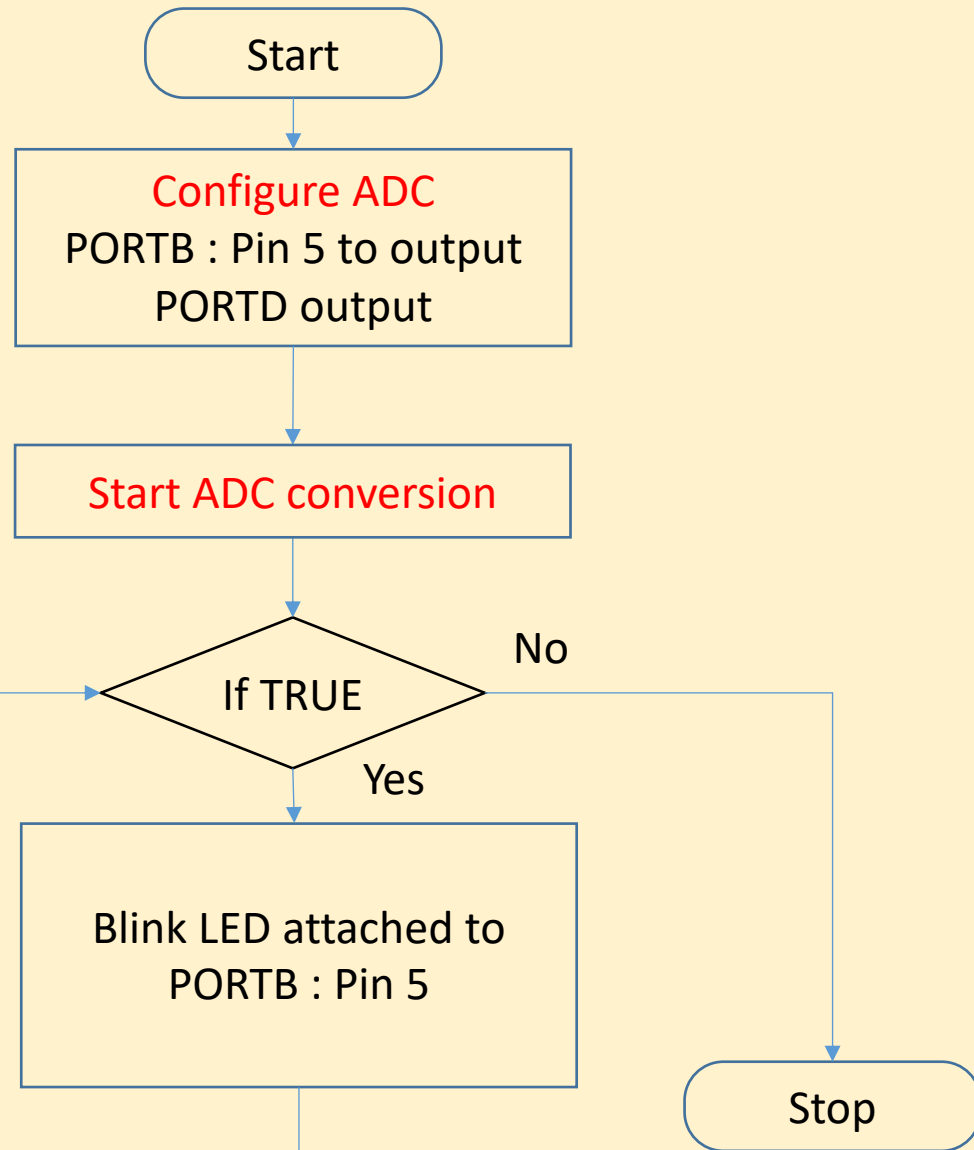 Start
Configure ADC
PORTB : Pin 5 to output
PORTD output
Start ADC conversion
If TRUE
No
Yes
Blink LED attached to
PORTB : Pin 5
Stop